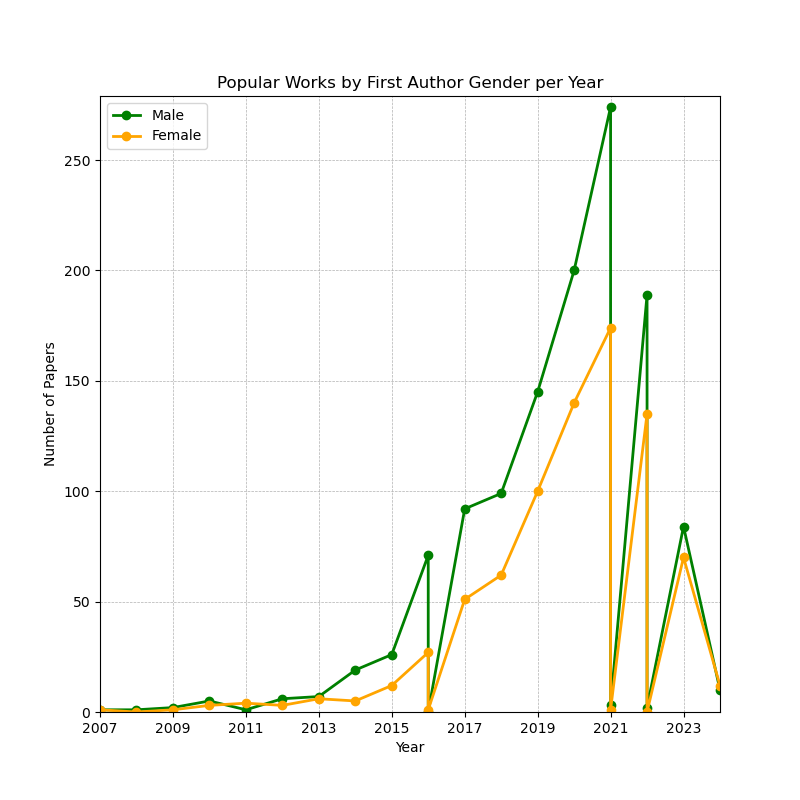 Popular Works by First Author Gender per Year
Male
Female
250
200
150
100
50
0
Number of Papers
2007 2009 2011 2013 2015 2017 2019 2021 2023
Year